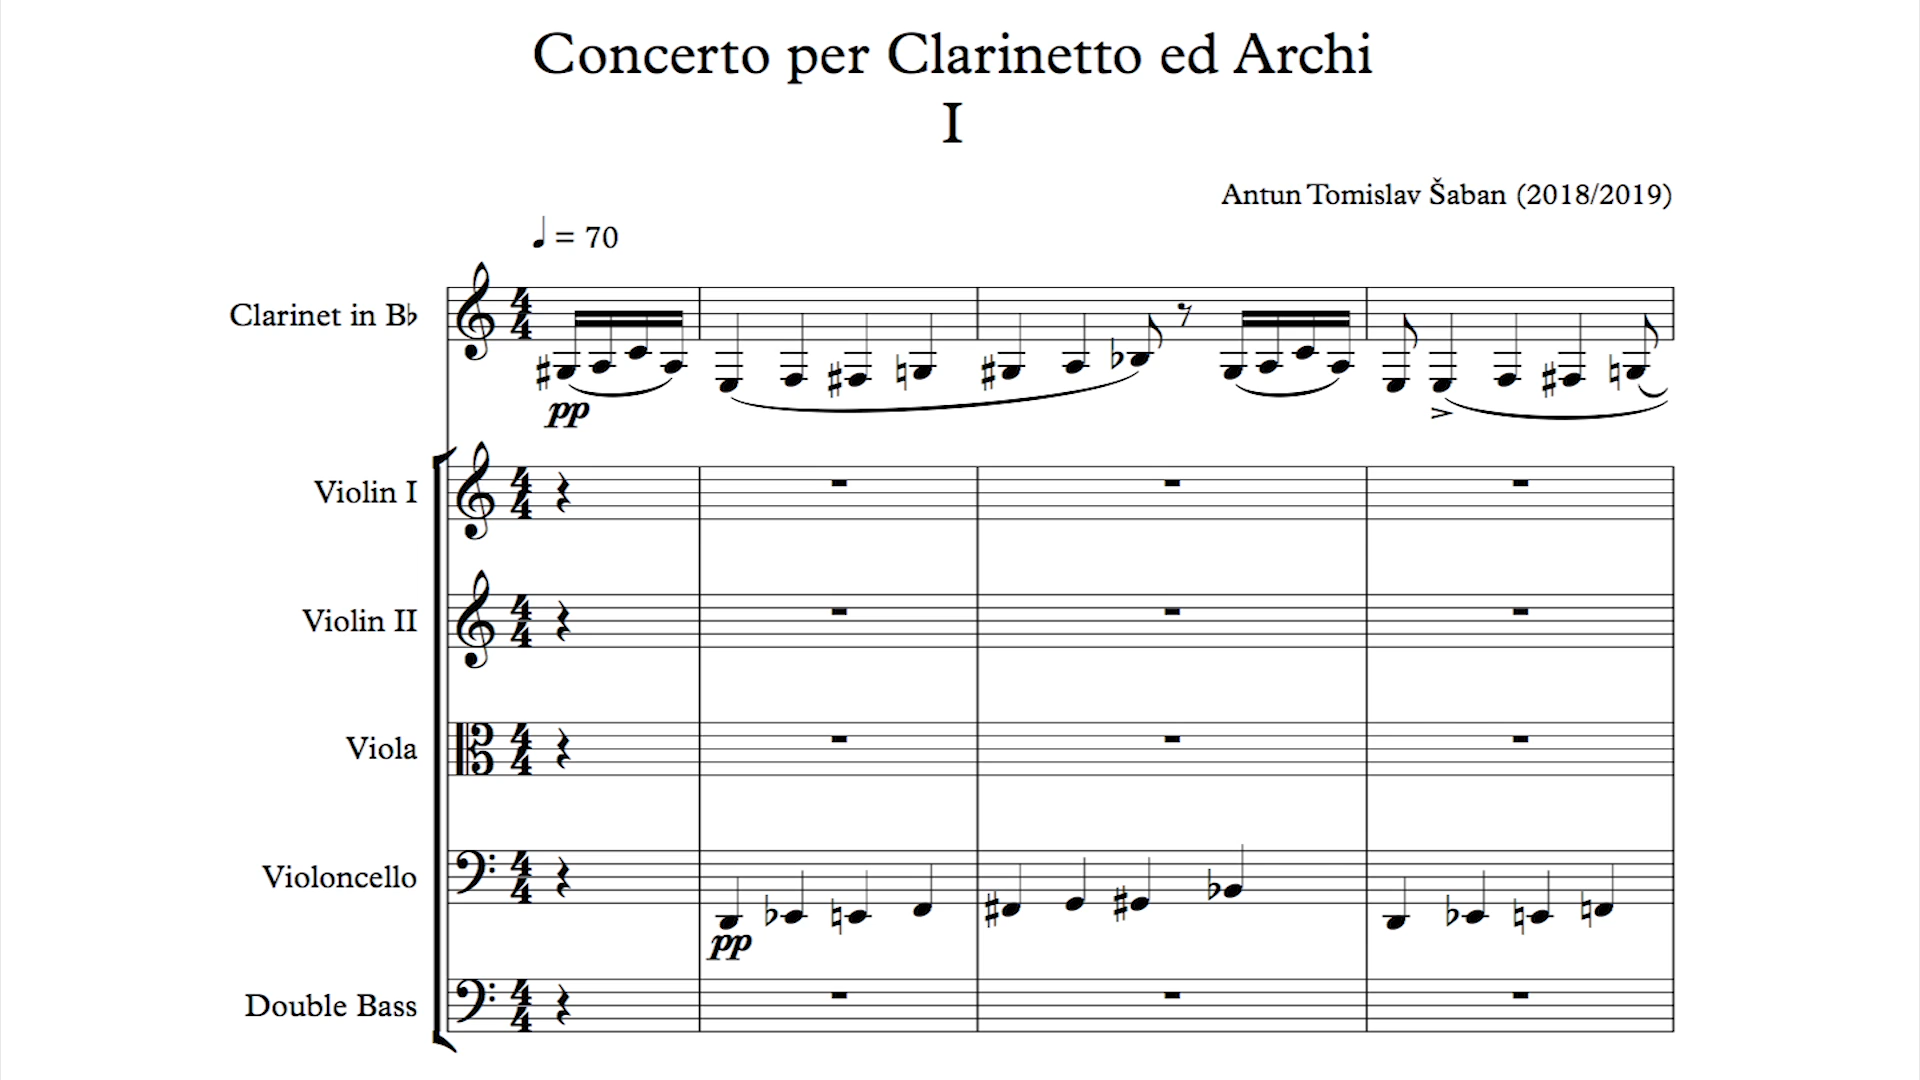 Concerto per Clarinetto ed Archi
I
Antun Tomislav Šaban (2018/2019)
♩ = 70
Clarinet in B♭
pp
Violin I
Violin II
Viola
Violoncello
pp
Double Bass